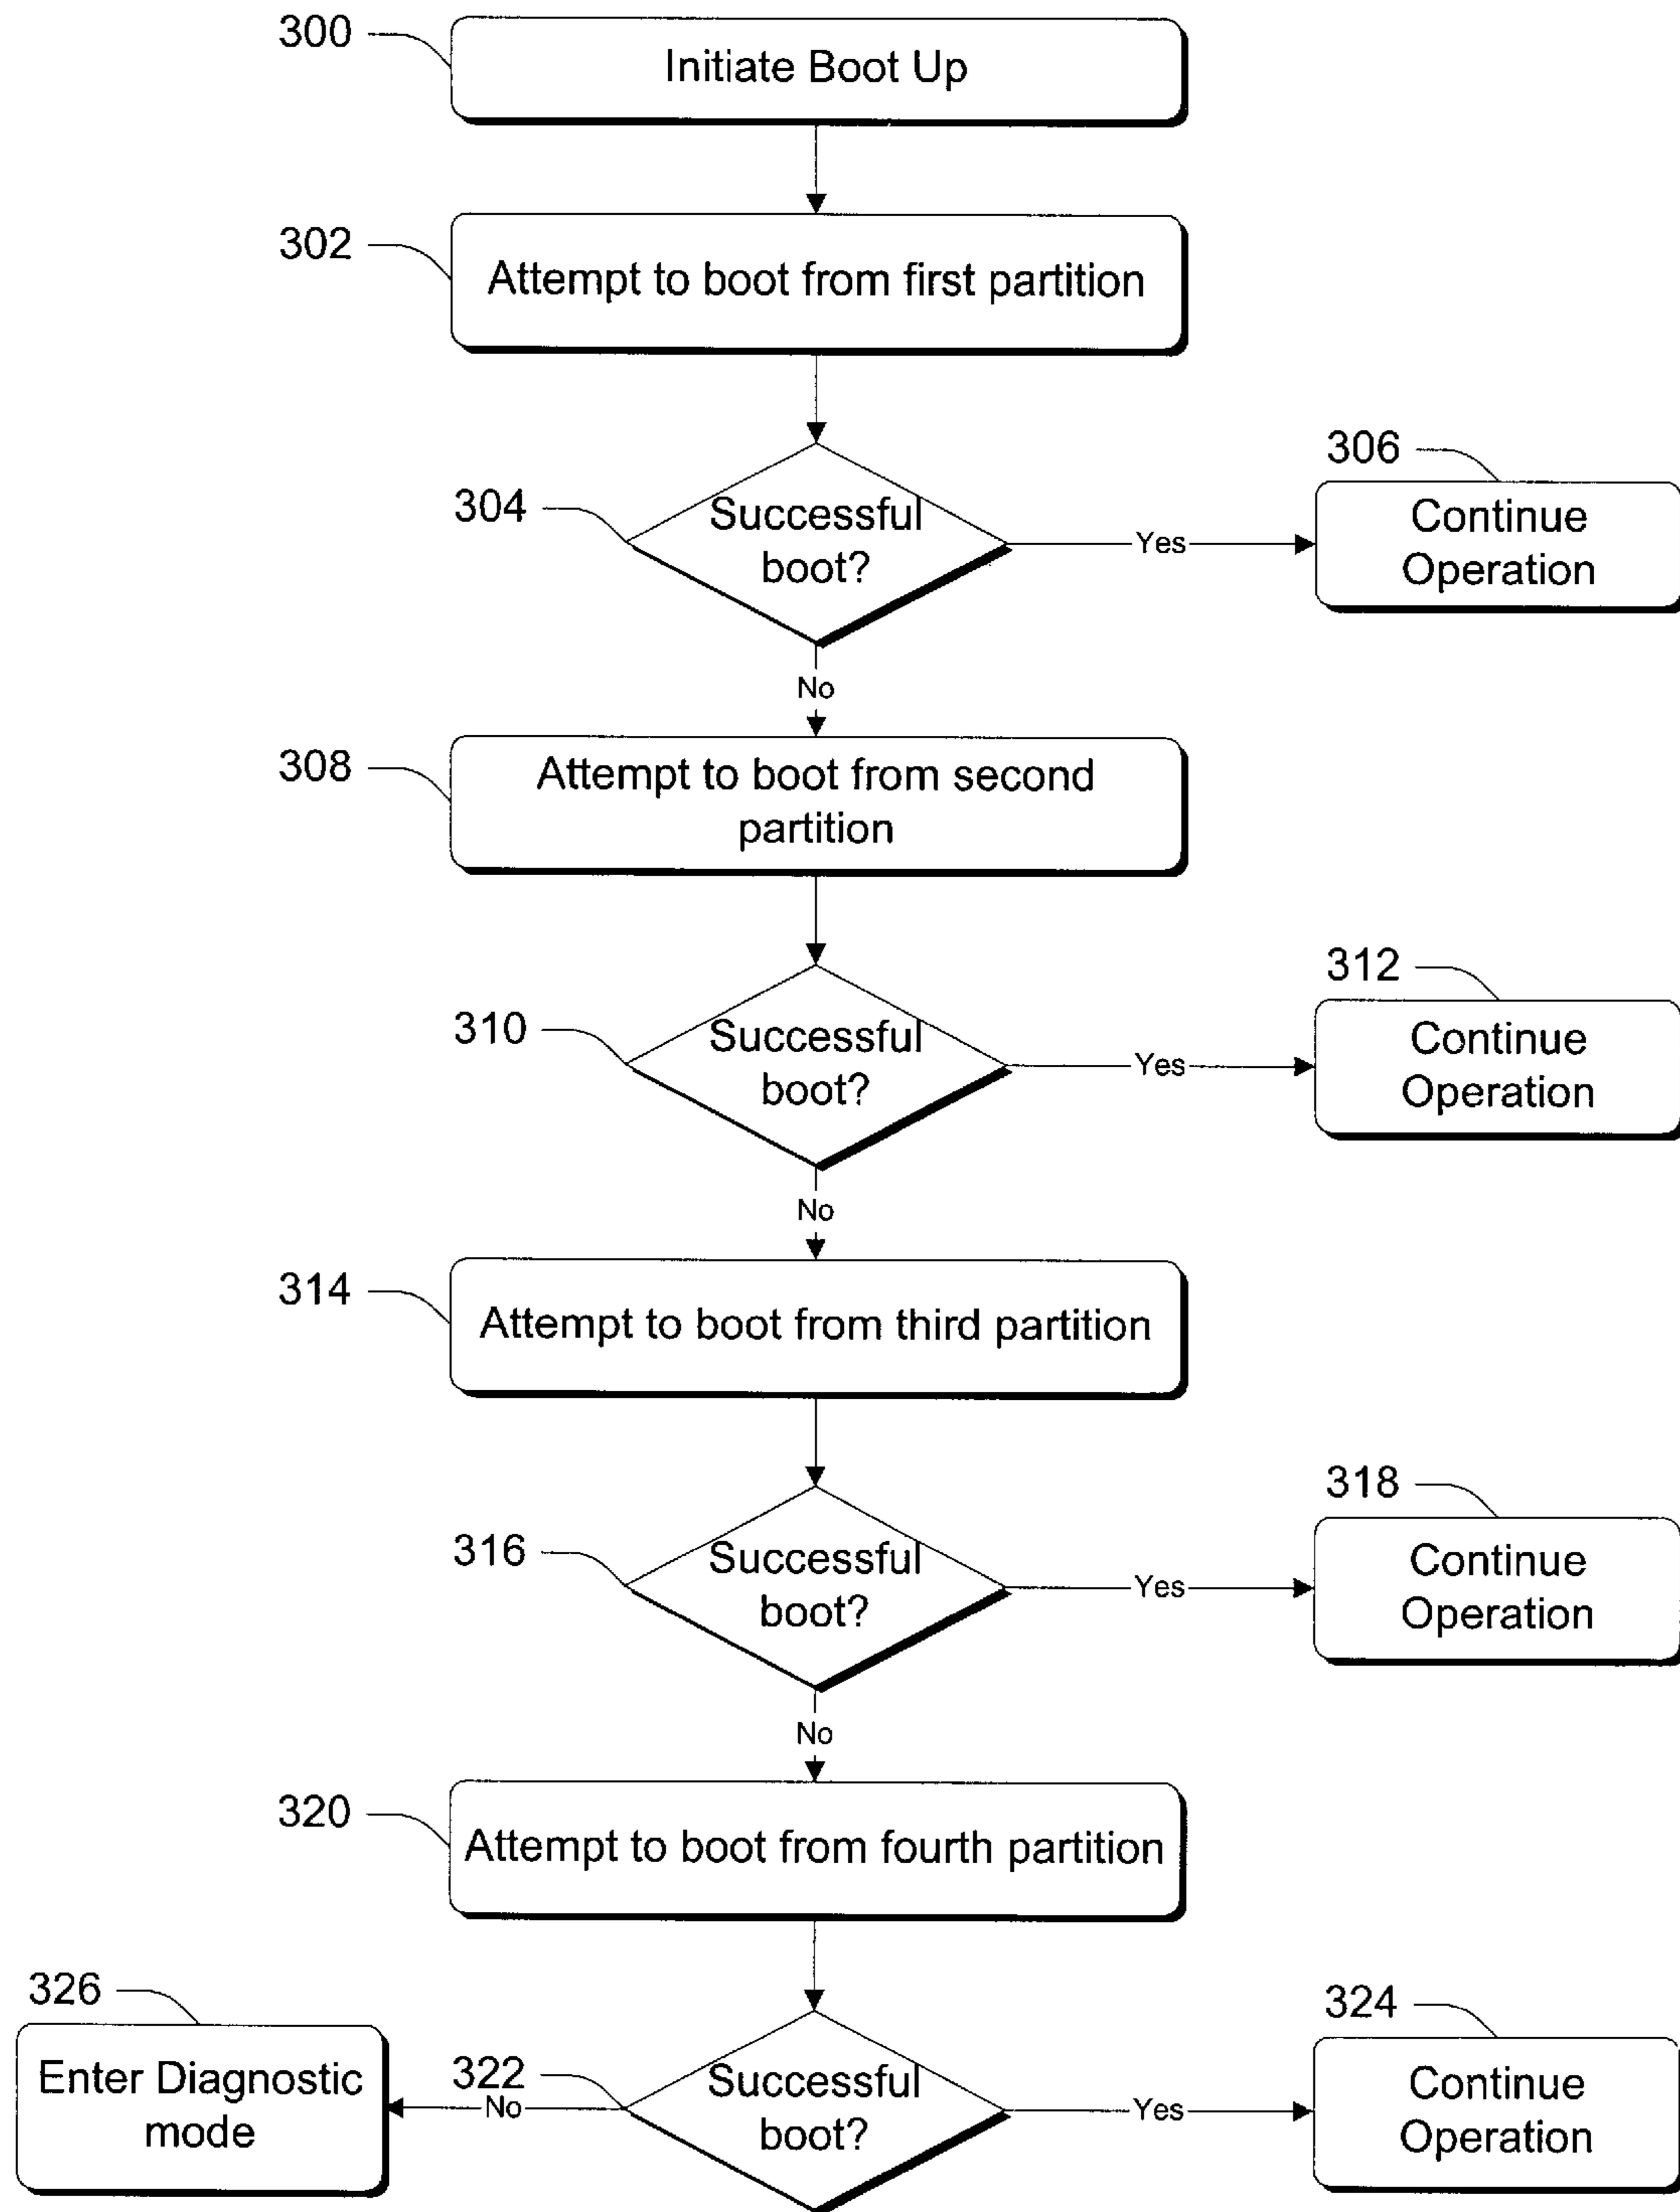 300
Initiate Boot Up
302
Attempt to boot from first partition
304
Successful
boot?
Yes
306
Continue
Operation
No
308
Attempt to boot from second
partition
310
Successful
boot?
Yes
312
Continue
Operation
No
314
Attempt to boot from third partition
316
Successful
boot?
Yes
318
Continue
Operation
No
320
Attempt to boot from fourth partition
326
Enter Diagnostic
mode
No
322
Successful
boot?
Yes
324
Continue
Operation